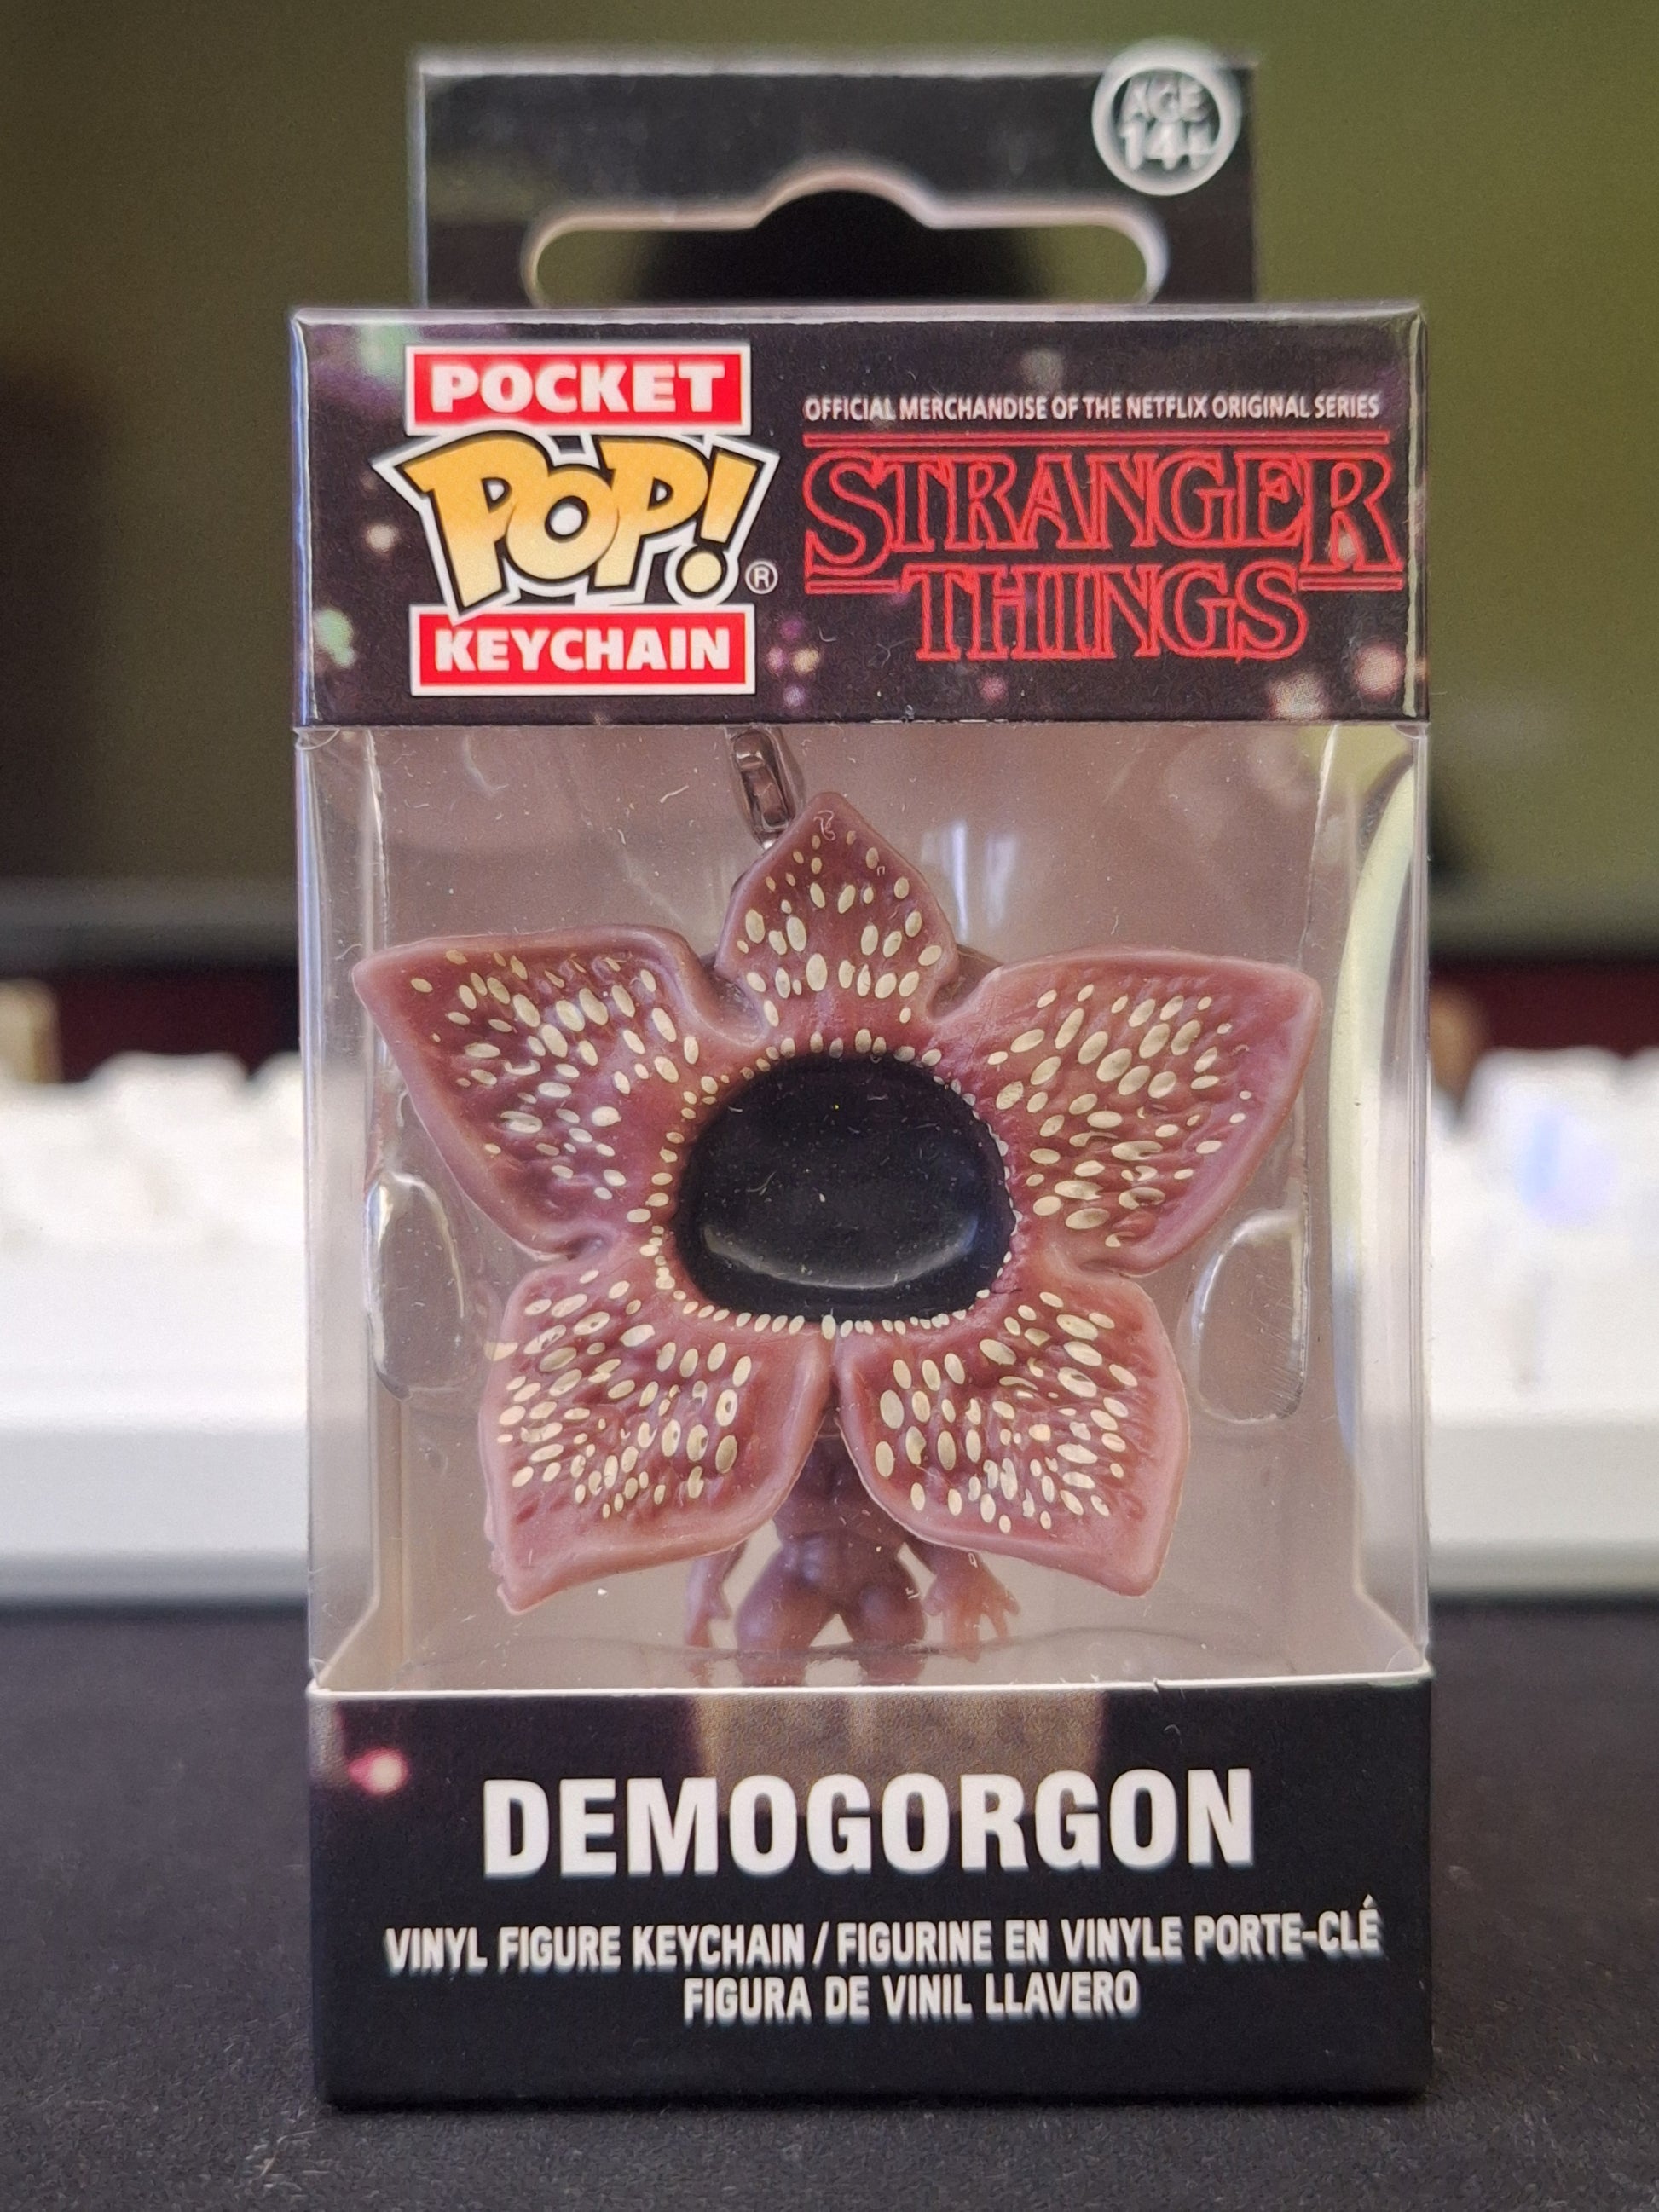 AGE
14+
POCKET
POP!®
KEYCHAIN
OFFICIAL MERCHANDISE OF THE NETFLIX ORIGINAL SERIES
STRANGER
THINGS
DEMOGORGON
VINYL FIGURE KEYCHAIN / FIGURINE EN VINYLE PORTE-CLÉ
FIGURA DE VINIL LLAVERO